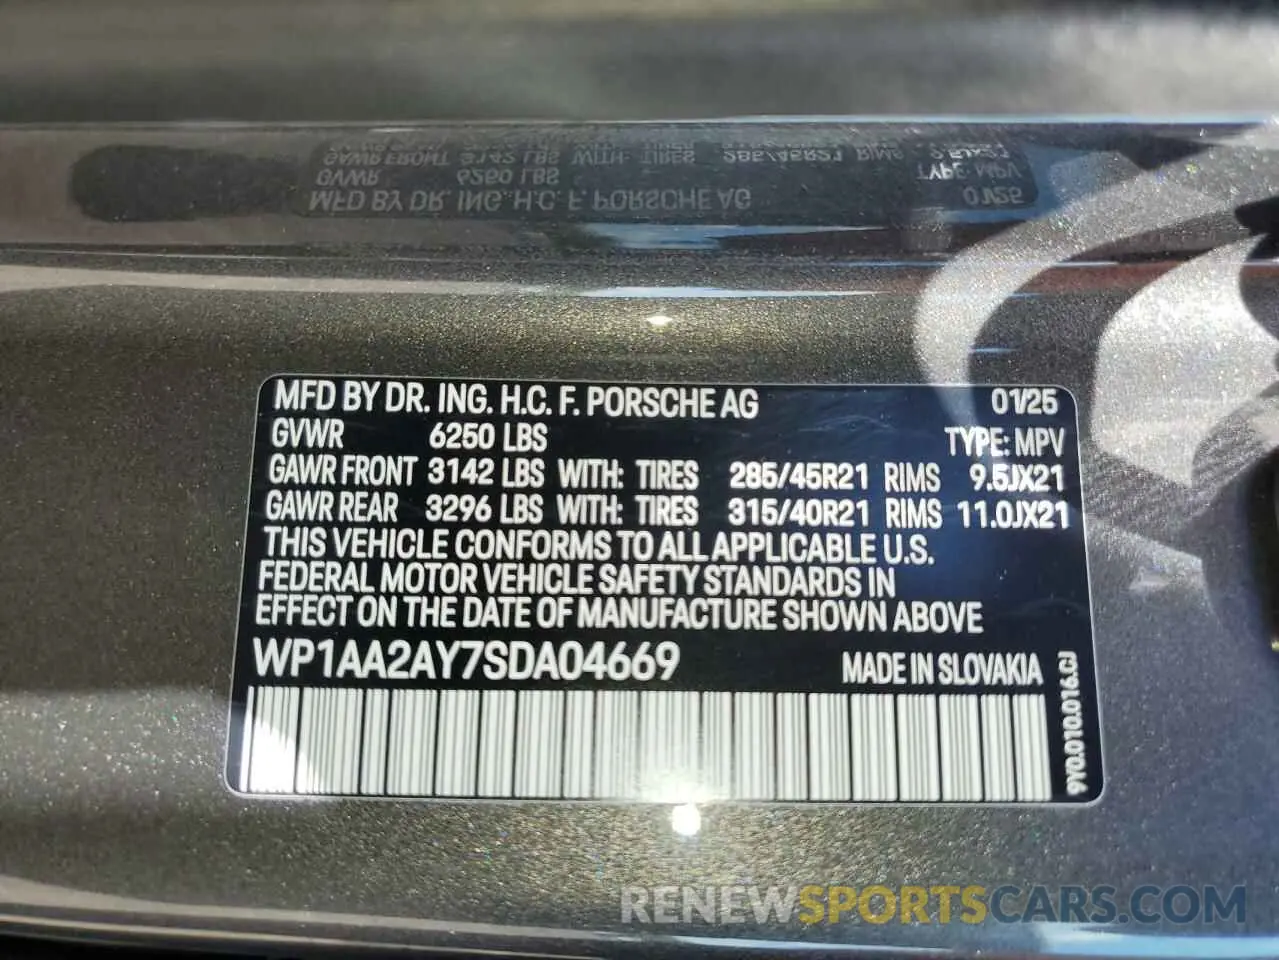 MFD BY DR. ING. H.C. F. PORSCHE AG 01/25
GVWR 6250 LBS TYPE: MPV
GAWR FRONT 3142 LBS WITH: TIRES 285/45R21 RIMS 9.5JX21
GAWR REAR 3296 LBS WITH: TIRES 315/40R21 RIMS 11.0JX21
THIS VEHICLE CONFORMS TO ALL APPLICABLE U.S.
FEDERAL MOTOR VEHICLE SAFETY STANDARDS IN
EFFECT ON THE DATE OF MANUFACTURE SHOWN ABOVE
WP1AA2AY7SDA04669 MADE IN SLOVAKIA
9Y0.010.016.CJ
RENEWSPORTSCARS.COM